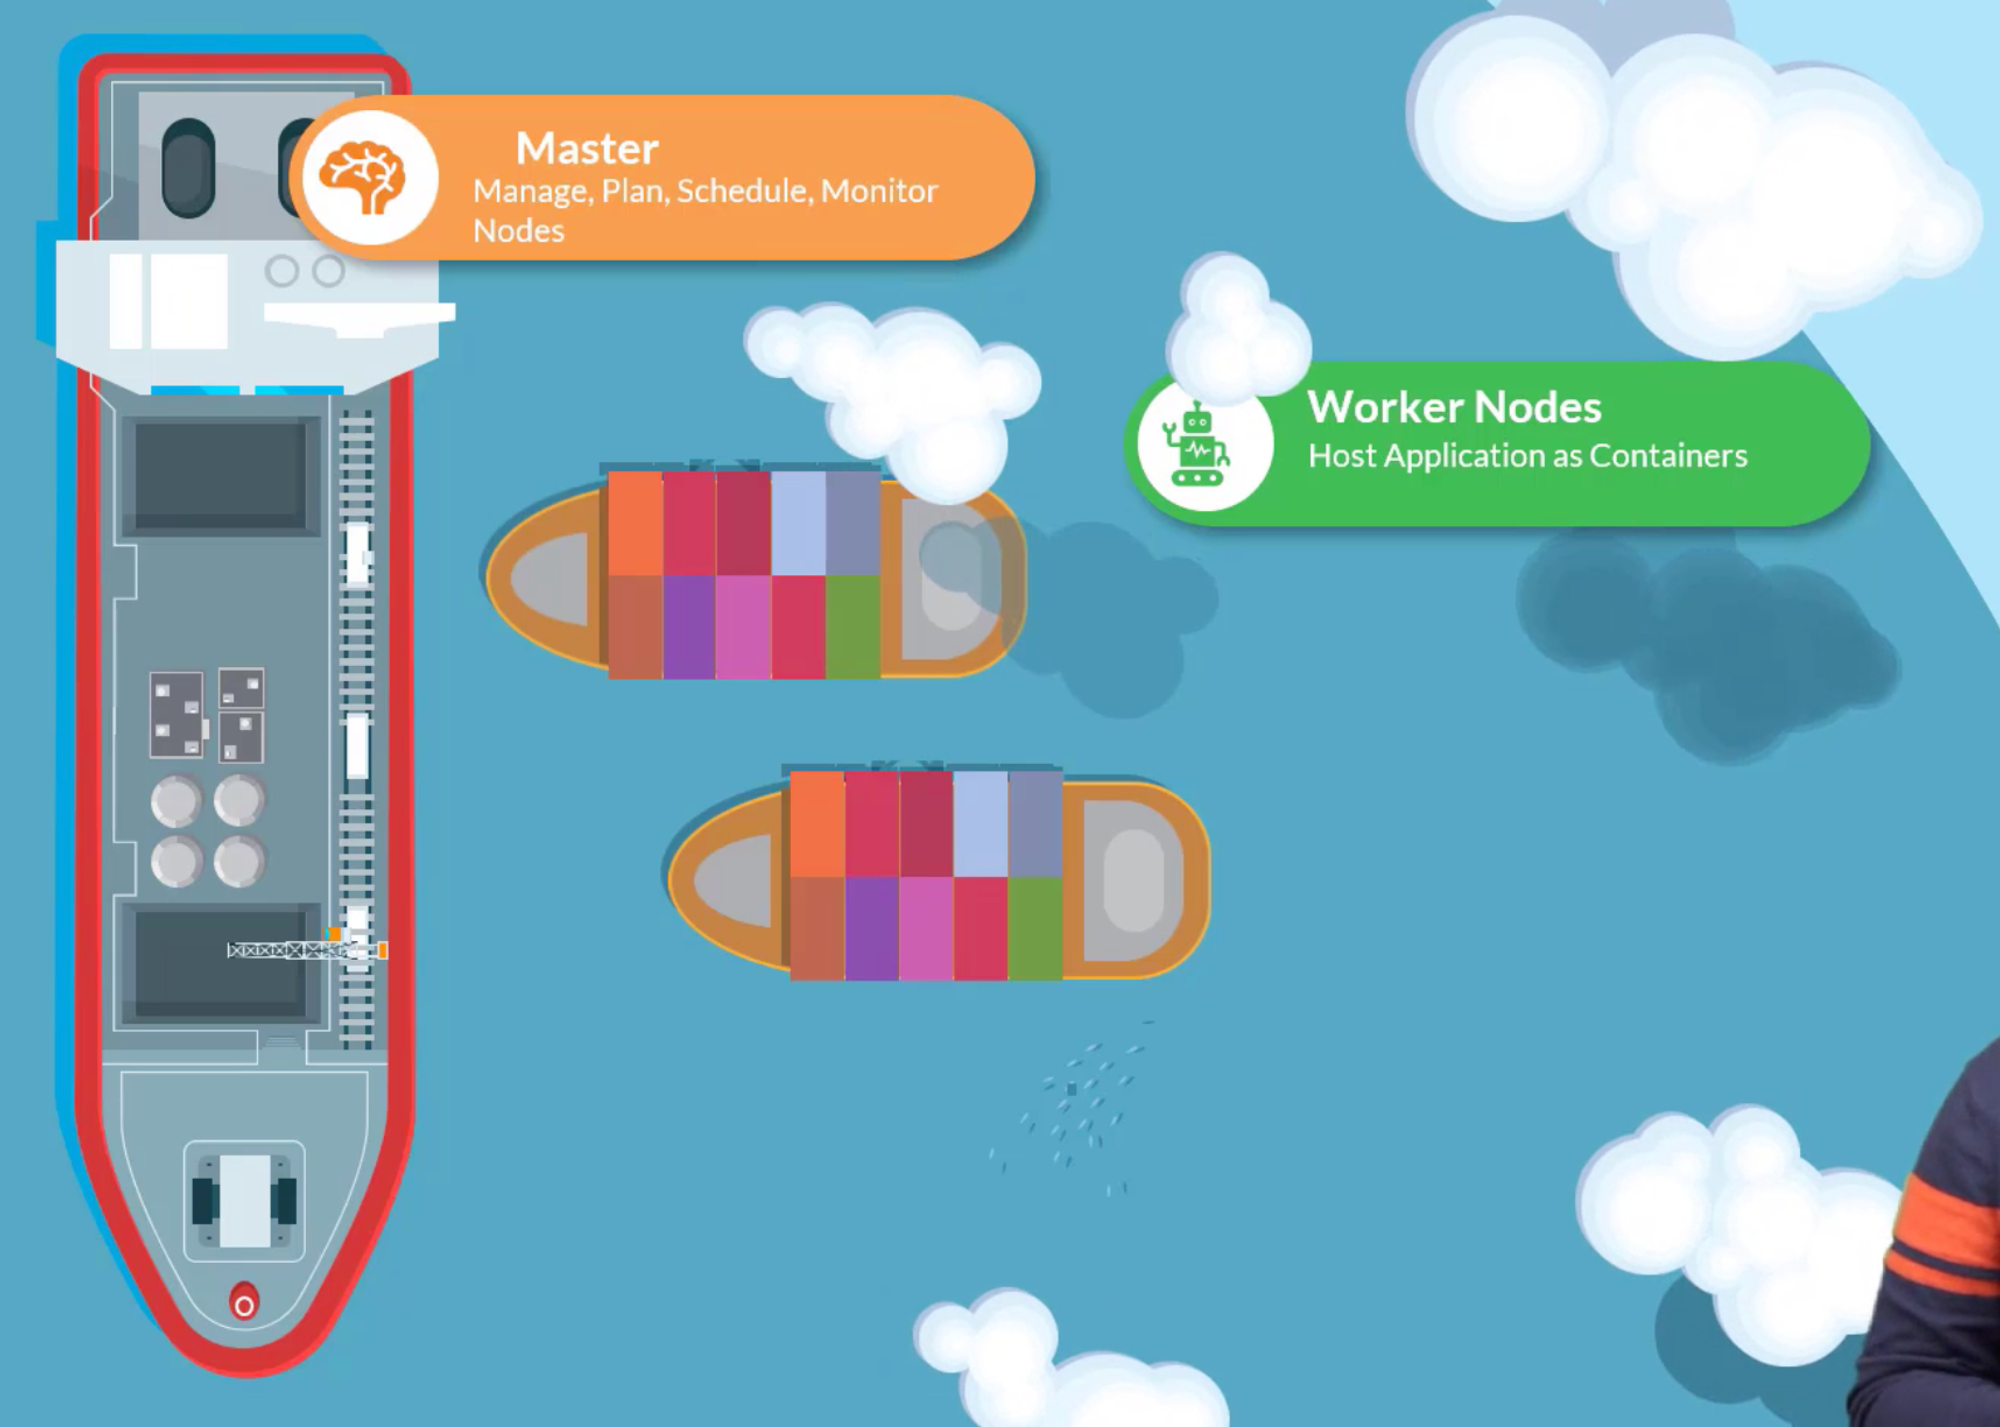 Master
Manage, Plan, Schedule, Monitor
Nodes
Worker Nodes
Host Application as Containers